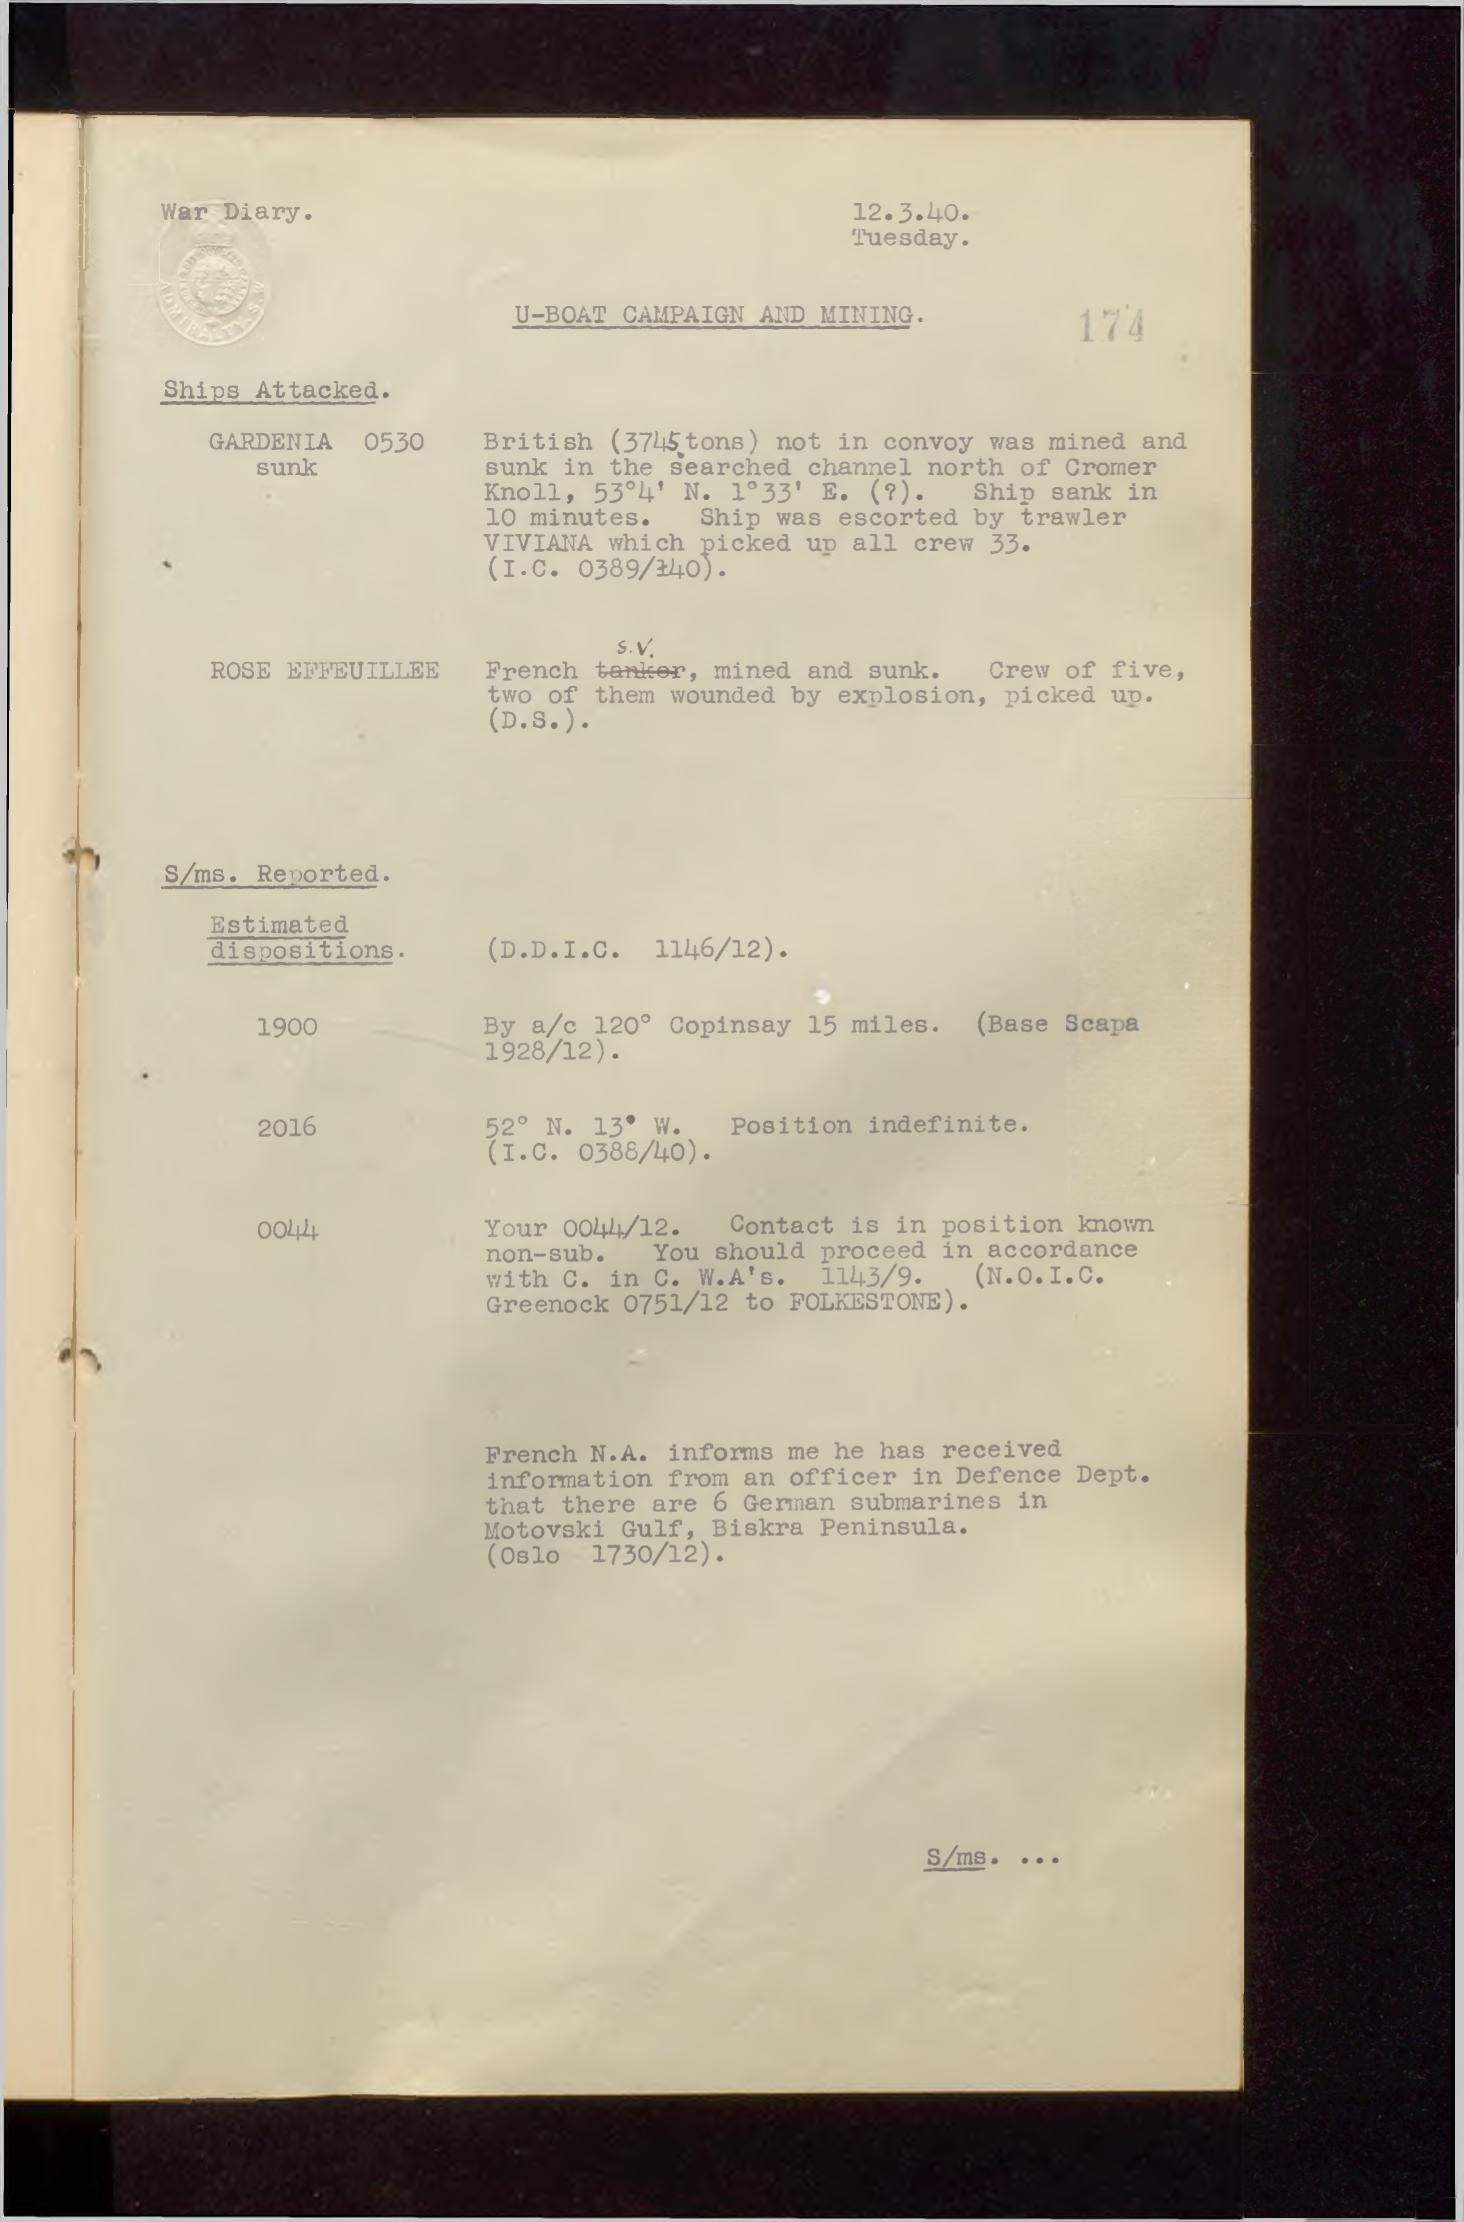 War Diary.
12.3.40.
Tuesday.
ADMIRALTY. S.W
U-BOAT CAMPAIGN AND MINING.
174
Ships Attacked.
GARDENIA 0530 British (3745 tons) not in convoy was mined and
sunk sunk in the searched channel north of Cromer
Knoll, 53°4' N. 1°33' E. (?). Ship sank in
10 minutes. Ship was escorted by trawler
VIVIANA which picked up all crew 33.
(I.C. 0389/40).
s.v.
ROSE EFFEUILLEE French tanker, mined and sunk. Crew of five,
two of them wounded by explosion, picked up.
(D.S.).
S/ms. Reported.
Estimated
dispositions. (D.D.I.C. 1146/12).
1900 By a/c 120° Copinsay 15 miles. (Base Scapa
1928/12).
2016 52° N. 13° W. Position indefinite.
(I.C. 0388/40).
0044 Your 0044/12. Contact is in position known
non-sub. You should proceed in accordance
with C. in C. W.A's. 1143/9. (N.O.I.C.
Greenock 0751/12 to FOLKESTONE).
French N.A. informs me he has received
information from an officer in Defence Dept.
that there are 6 German submarines in
Motovski Gulf, Biskra Peninsula.
(Oslo 1730/12).
S/ms. ...